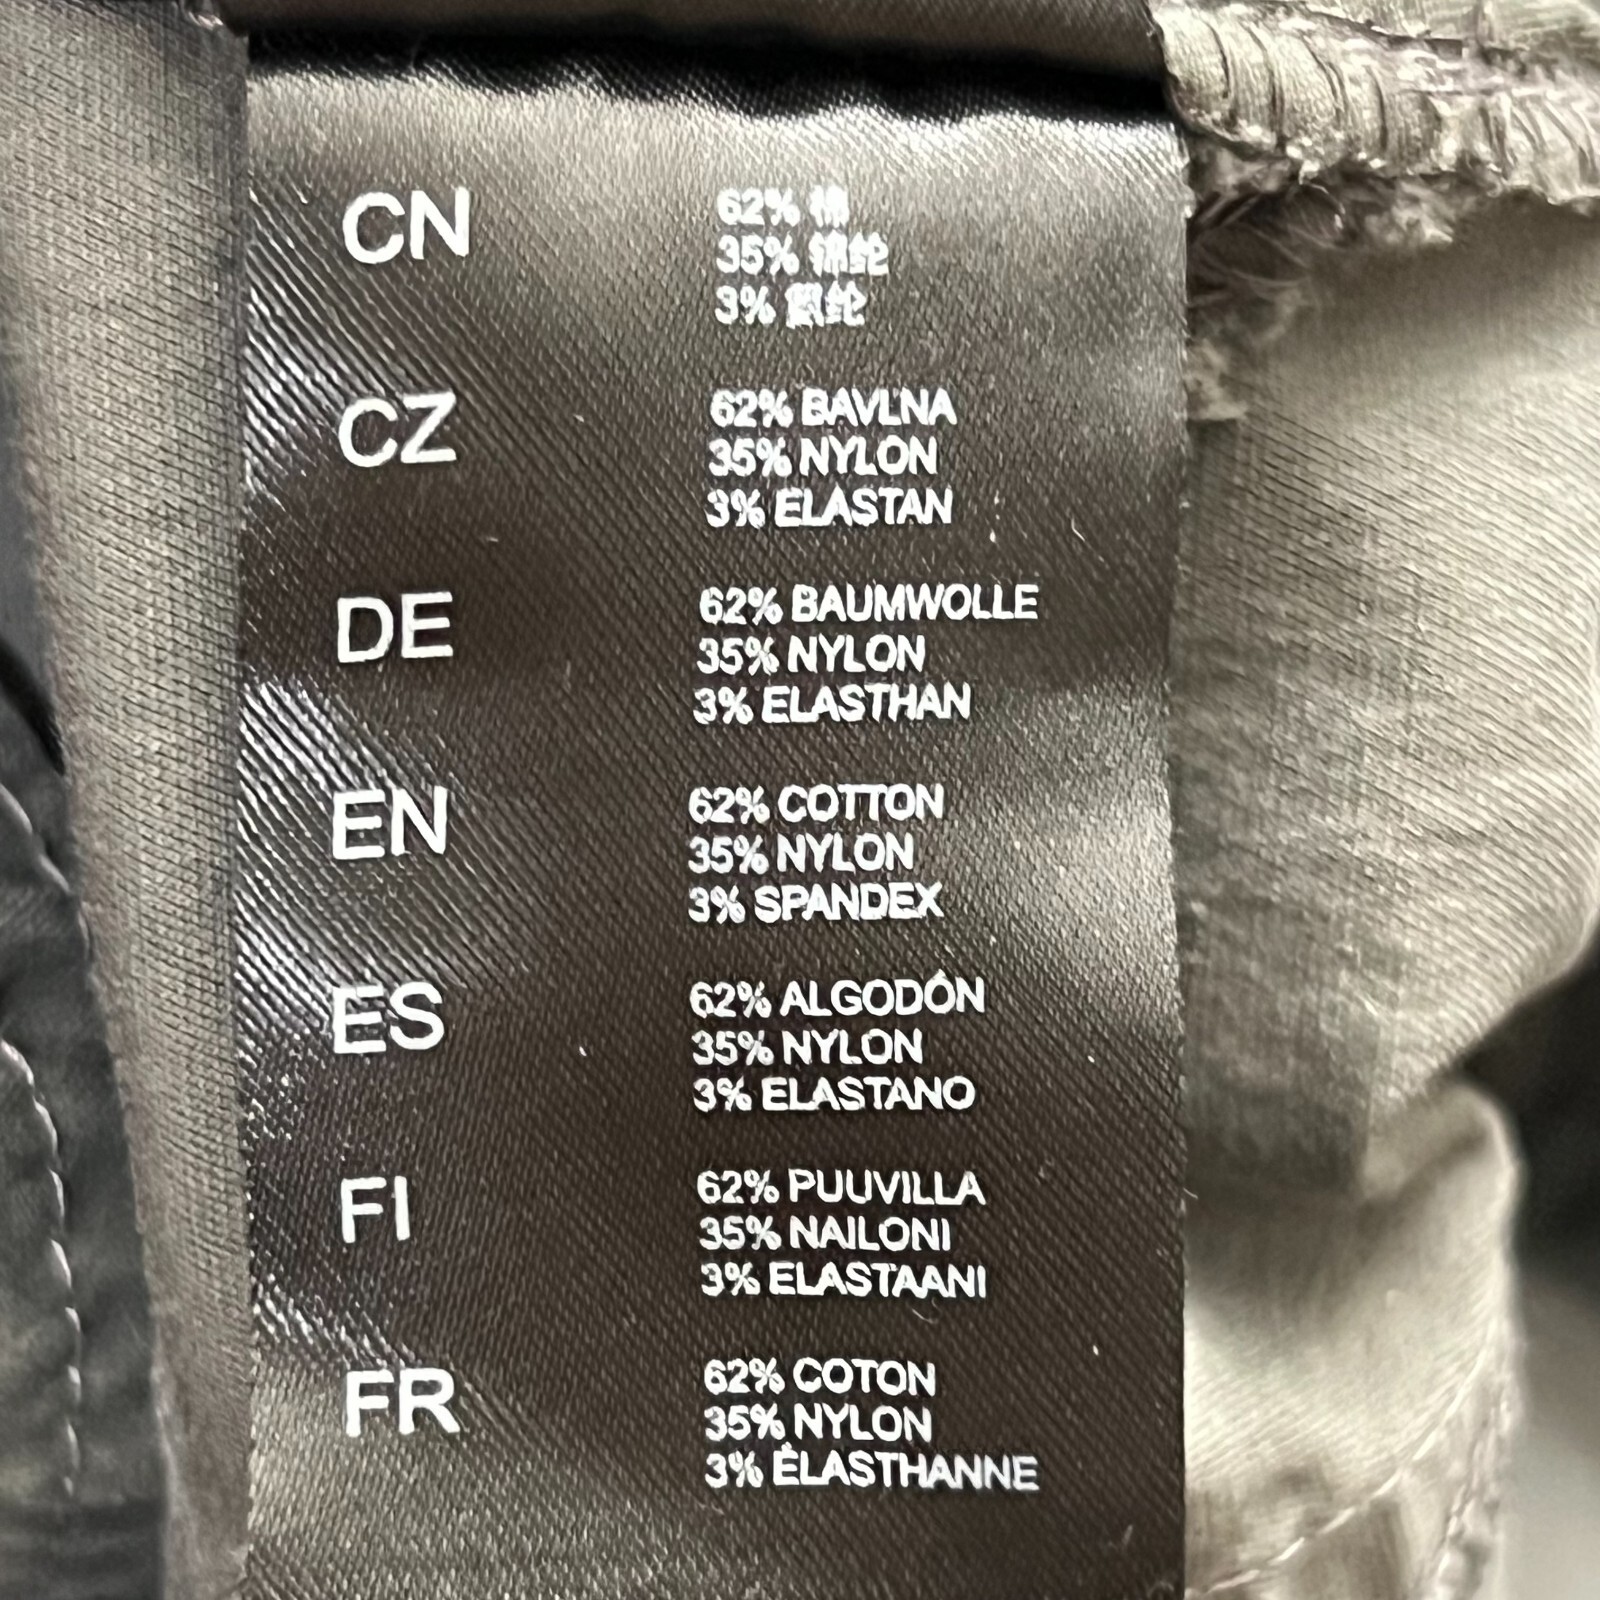 CN
62% 棉
35% 锦纶
3% 氨纶
CZ
62% BAVLNA
35% NYLON
3% ELASTAN
DE
62% BAUMWOLLE
35% NYLON
3% ELASTHAN
EN
62% COTTON
35% NYLON
3% SPANDEX
ES
62% ALGODÓN
35% NYLON
3% ELASTANO
FI
62% PUUVILLA
35% NAILONI
3% ELASTAANI
FR
62% COTON
35% NYLON
3% ÉLASTHANNE